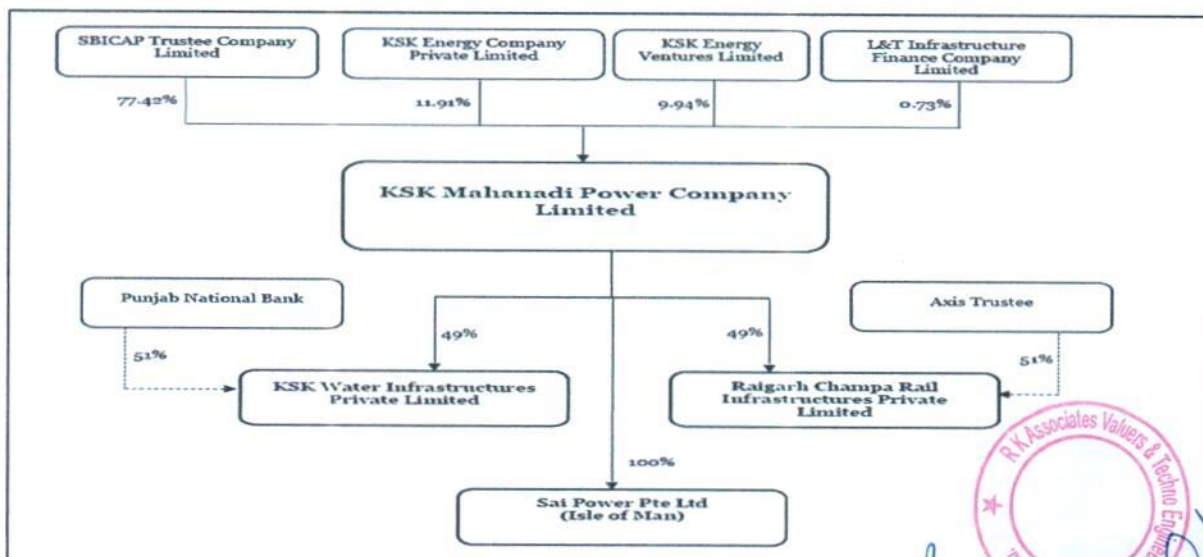 SBICAP Trustee Company
Limited
KSK Energy Company
Private Limited
KSK Energy
Ventures Limited
L&T Infrastructure
Finance Company
Limited
77.42%
11.91%
9.94%
0.73%
KSK Mahanadi Power Company
Limited
Punjab National Bank
Axis Trustee
49%
49%
51%
51%
KSK Water Infrastructures
Private Limited
Raigarh Champa Rail
Infrastructures Private
Limited
100%
Sai Power Pte Ltd
(Isle of Man)
R K Associates Valuers & Techno